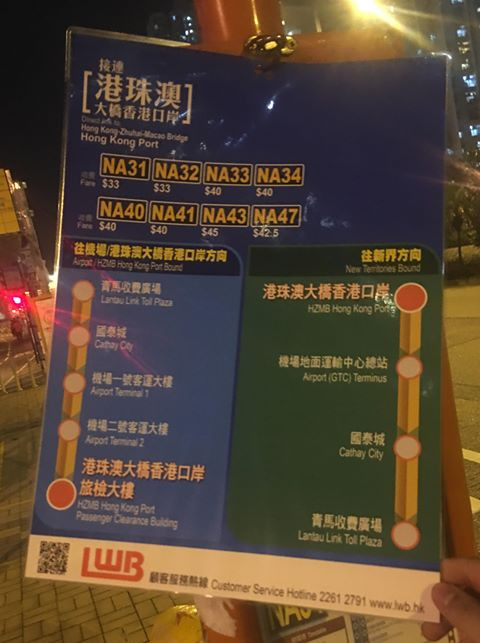 接連
[港珠澳
大橋香港口岸]
Direct link to
Hong Kong-Zhuhai-Macao Bridge
Hong Kong Port
NA31 NA32 NA33 NA34
收費
Fare $33 $33 $40 $40
NA40 NA41 NA43 NA47
收費
Fare $40 $40 $45 $42.5
往機場/港珠澳大橋香港口岸方向
Airport / HZMB Hong Kong Port Bound
青馬收費廣場
Lantau Link Toll Plaza
國泰城
Cathay City
機場一號客運大樓
Airport Terminal 1
機場二號客運大樓
Airport Terminal 2
港珠澳大橋香港口岸
旅檢大樓
HZMB Hong Kong Port
Passenger Clearance Building
往新界方向
New Territories Bound
港珠澳大橋香港口岸
HZMB Hong Kong Port
機場地面運輸中心總站
Airport (GTC) Terminus
國泰城
Cathay City
青馬收費廣場
Lantau Link Toll Plaza
LWB 顧客服務熱線 Customer Service Hotline 2261 2791 www.lwb.hk